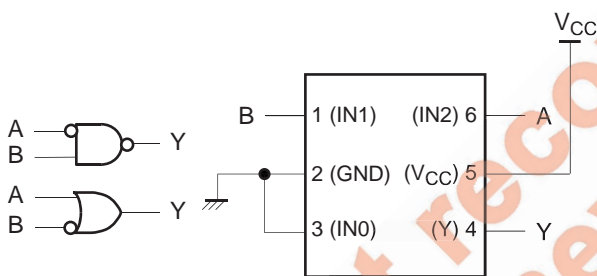 VCC
A
B
Y
A
B
Y
B
1 (IN1)
(IN2) 6
A
2 (GND)
(VCC) 5
3 (IN0)
(Y) 4
Y